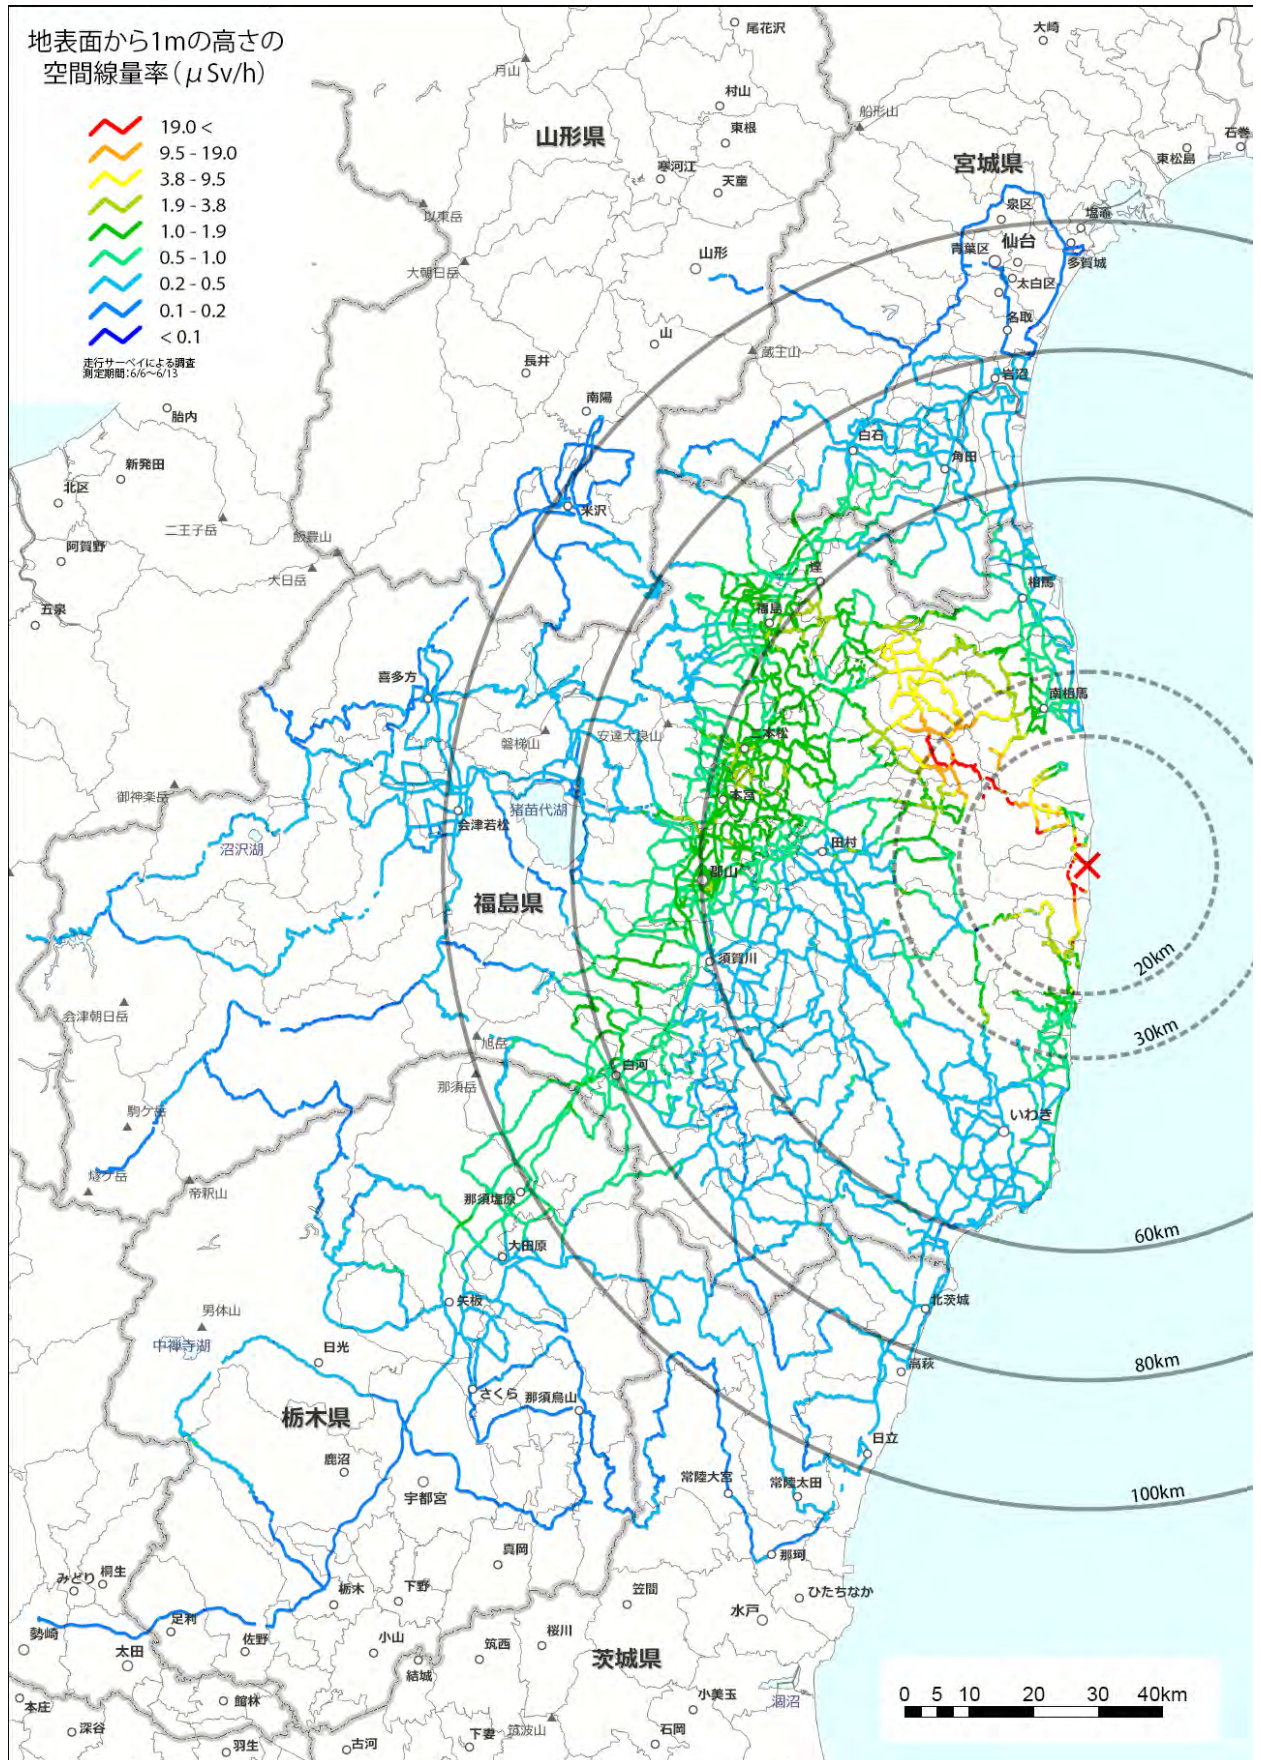 地表面から1mの高さの
空間線量率(μSv/h)
19.0 <
9.5 - 19.0
3.8 - 9.5
1.9 - 3.8
1.0 - 1.9
0.5 - 1.0
0.2 - 0.5
0.1 - 0.2
< 0.1
走行サーベイによる調査
測定期間:6/6～6/13
尾花沢
大崎
月山
村山
船形山
山形県
東根
石巻
宮城県
東松島
寒河江
天童
以東岳
泉区
塩竈
青葉区
仙台
山形
多賀城
大朝日岳
太白区
名取
山
蔵王山
長井
岩沼
南陽
胎内
白石
角田
新発田
北区
米沢
二王子岳
飯豊山
阿賀野
大日岳
達
相馬
五泉
福島
喜多方
南相馬
安達太良山
二本松
磐梯山
御神楽岳
本宮
猪苗代湖
会津若松
沼沢湖
田村
郡山
福島県
須賀川
20km
会津朝日岳
30km
旭岳
白河
那須岳
駒ケ岳
いわき
燧ケ岳
帝釈山
那須塩原
60km
大田原
矢板
北茨城
男体山
中禅寺湖
日光
80km
高萩
さくら
那須烏山
栃木県
日立
鹿沼
常陸大宮
常陸太田
宇都宮
100km
真岡
那珂
みどり
桐生
栃木
下野
笠間
ひたちなか
水戸
足利
勢崎
佐野
小山
筑西
桜川
太田
結城
茨城県
本庄
館林
小美玉
涸沼
0 5 10 20 30 40km
深谷
羽生
古河
下妻
筑波山
石岡